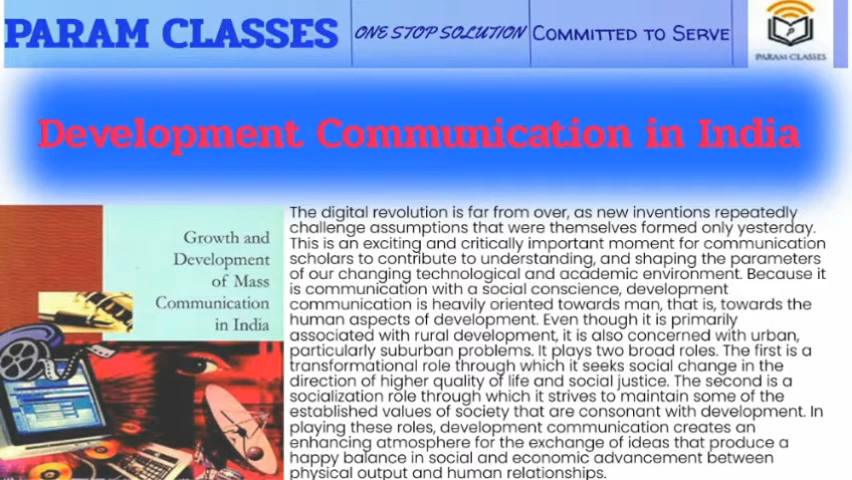 PARAM CLASSES
ONE STOP SOLUTION
COMMITTED TO SERVE
PARAM CLASSES
Development Communication in India
Growth and
Development
of Mass
Communication
in India
The digital revolution is far from over, as new inventions repeatedly
challenge assumptions that were themselves formed only yesterday.
This is an exciting and critically important moment for communication
scholars to contribute to understanding, and shaping the parameters
of our changing technological and academic environment. Because it
is communication with a social conscience, development
communication is heavily oriented towards man, that is, towards the
human aspects of development. Even though it is primarily
associated with rural development, it is also concerned with urban,
particularly suburban problems. It plays two broad roles. The first is a
transformational role through which it seeks social change in the
direction of higher quality of life and social justice. The second is a
socialization role through which it strives to maintain some of the
established values of society that are consonant with development. In
playing these roles, development communication creates an
enhancing atmosphere for the exchange of ideas that produce a
happy balance in social and economic advancement between
physical output and human relationships.